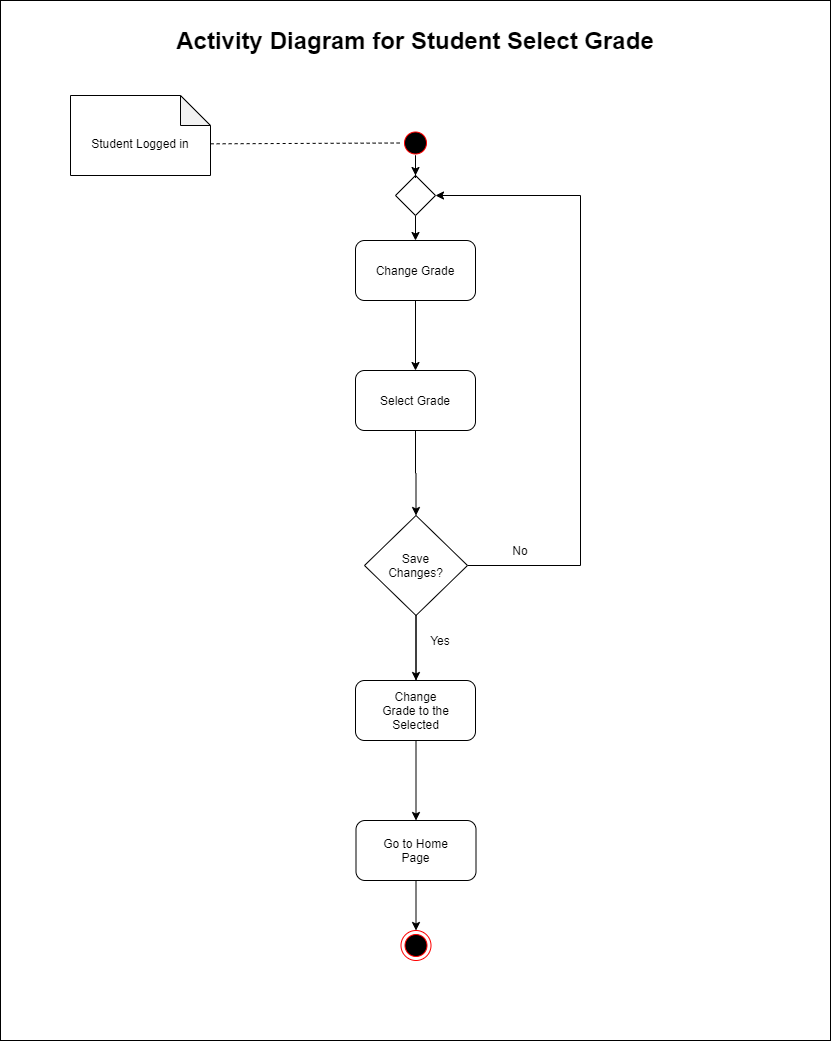 Activity Diagram for Student Select Grade
Student Logged in
Change Grade
Select Grade
Save
Changes?
No
Yes
Change
Grade to the
Selected
Go to Home
Page